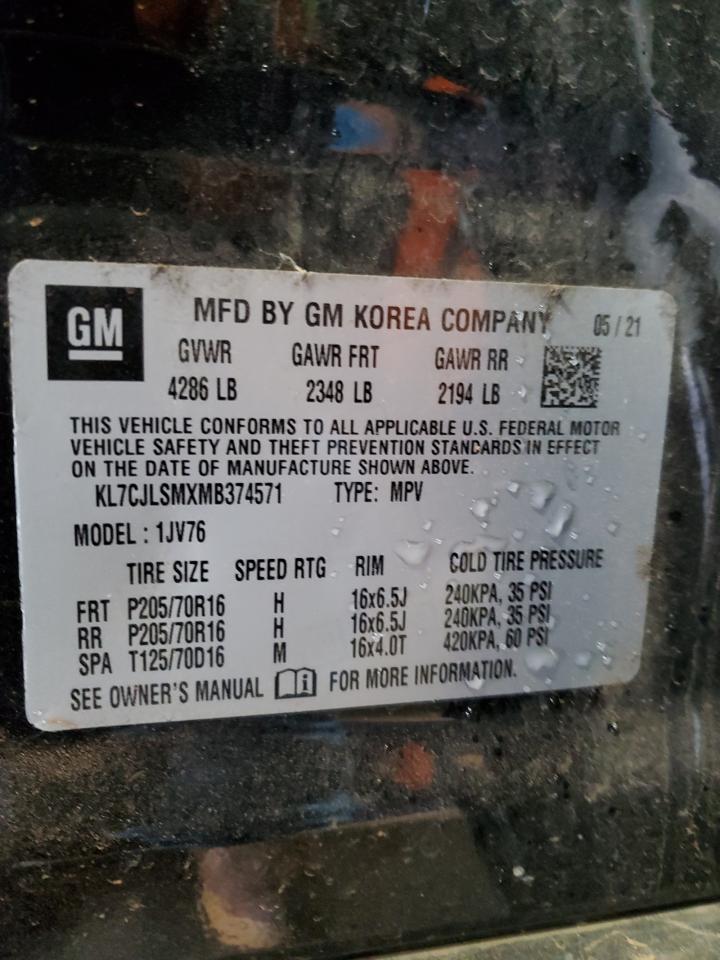 GM
MFD BY GM KOREA COMPANY 05 / 21
GVWR GAWR FRT GAWR RR
4286 LB 2348 LB 2194 LB
THIS VEHICLE CONFORMS TO ALL APPLICABLE U.S. FEDERAL MOTOR
VEHICLE SAFETY AND THEFT PREVENTION STANDARDS IN EFFECT
ON THE DATE OF MANUFACTURE SHOWN ABOVE.
KL7CJLSMXMB374571 TYPE: MPV
MODEL : 1JV76
TIRE SIZE SPEED RTG RIM COLD TIRE PRESSURE
FRT P205/70R16 H 16x6.5J 240KPA, 35 PSI
RR P205/70R16 H 16x6.5J 240KPA, 35 PSI
SPA T125/70D16 M 16x4.0T 420KPA, 60 PSI
SEE OWNER'S MANUAL i FOR MORE INFORMATION.